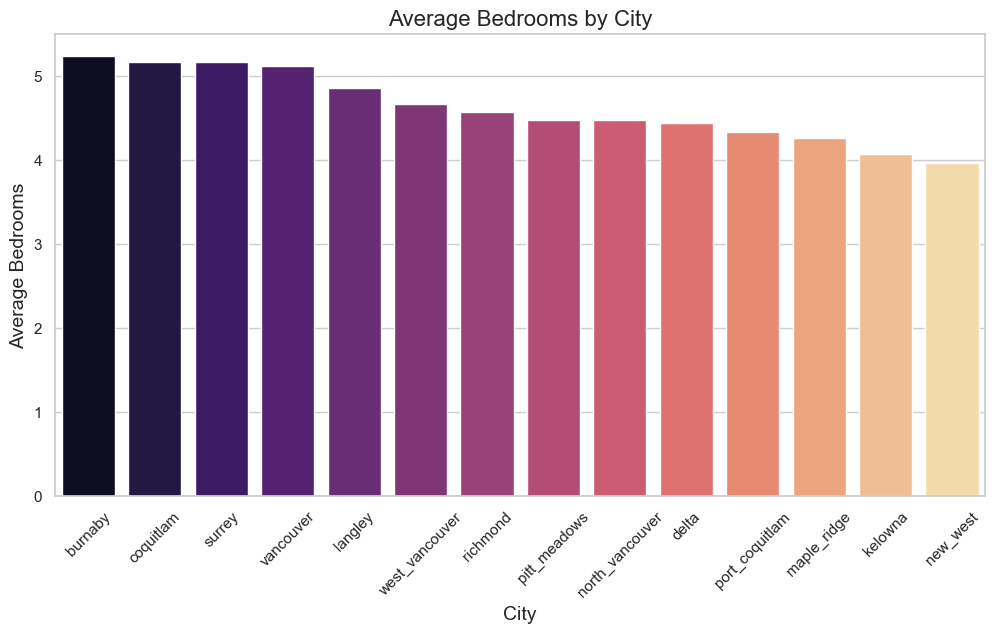 Average Bedrooms by City
Average Bedrooms
5
4
3
2
1
0
burnaby
coquitlam
surrey
vancouver
langley
west_vancouver
richmond
pitt_meadows
north_vancouver
delta
port_coquitlam
maple_ridge
kelowna
new_west
City